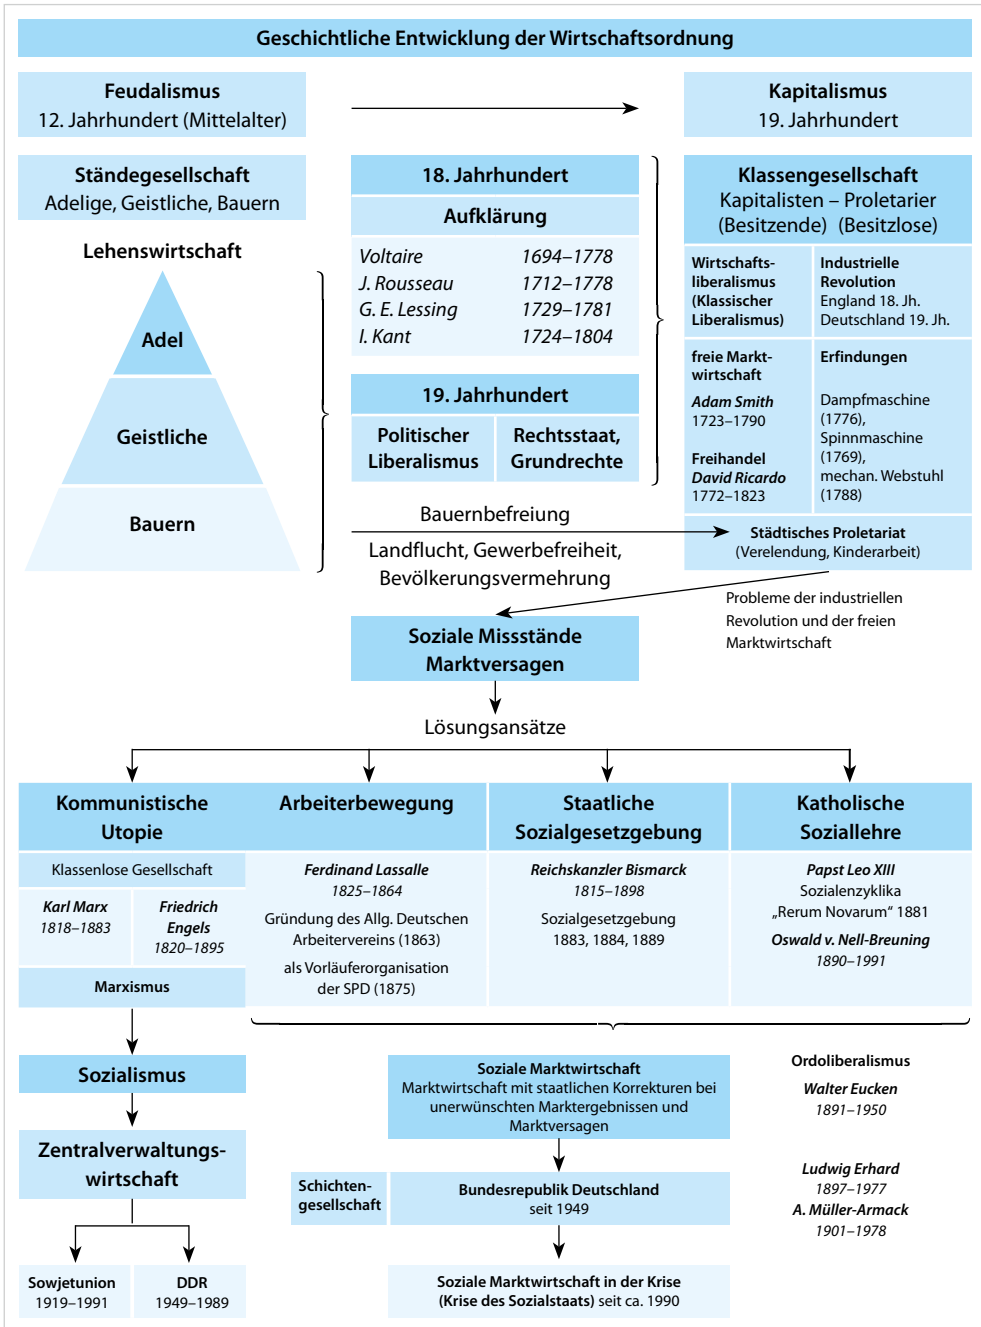 Geschichtliche Entwicklung der Wirtschaftsordnung
Feudalismus
12. Jahrhundert (Mittelalter)
Kapitalismus
19. Jahrhundert
Ständegesellschaft
Adelige, Geistliche, Bauern
Lehenswirtschaft
Adel
Geistliche
Bauern
18. Jahrhundert
Aufklärung
Voltaire 1694–1778
J. Rousseau 1712–1778
G. E. Lessing 1729–1781
I. Kant 1724–1804
19. Jahrhundert
Politischer
Liberalismus
Rechtsstaat,
Grundrechte
Klassengesellschaft
Kapitalisten – Proletarier
(Besitzende) (Besitzlose)
Wirtschafts-
liberalismus
(Klassischer
Liberalismus)
Industrielle
Revolution
England 18. Jh.
Deutschland 19. Jh.
freie Markt-
wirtschaft
Adam Smith
1723–1790
Freihandel
David Ricardo
1772–1823
Erfindungen
Dampfmaschine
(1776),
Spinnmaschine
(1769),
mechan. Webstuhl
(1788)
Bauernbefreiung
Landflucht, Gewerbefreiheit,
Bevölkerungsvermehrung
Städtisches Proletariat
(Verelendung, Kinderarbeit)
Probleme der industriellen
Revolution und der freien
Marktwirtschaft
Soziale Missstände
Marktversagen
Lösungsansätze
Kommunistische
Utopie
Klassenlose Gesellschaft
Karl Marx
1818–1883
Friedrich
Engels
1820–1895
Marxismus
Arbeiterbewegung
Ferdinand Lassalle
1825–1864
Gründung des Allg. Deutschen
Arbeitervereins (1863)
als Vorläuferorganisation
der SPD (1875)
Staatliche
Sozialgesetzgebung
Reichskanzler Bismarck
1815–1898
Sozialgesetzgebung
1883, 1884, 1889
Katholische
Soziallehre
Papst Leo XIII
Sozialenzyklika
„Rerum Novarum“ 1881
Oswald v. Nell-Breuning
1890–1991
Sozialismus
Zentralverwaltungs-
wirtschaft
Sowjetunion
1919–1991
DDR
1949–1989
Soziale Marktwirtschaft
Marktwirtschaft mit staatlichen Korrekturen bei
unerwünschten Marktergebnissen und
Marktversagen
Schichten-
gesellschaft
Bundesrepublik Deutschland
seit 1949
Soziale Marktwirtschaft in der Krise
(Krise des Sozialstaats) seit ca. 1990
Ordoliberalismus
Walter Eucken
1891–1950
Ludwig Erhard
1897–1977
A. Müller-Armack
1901–1978